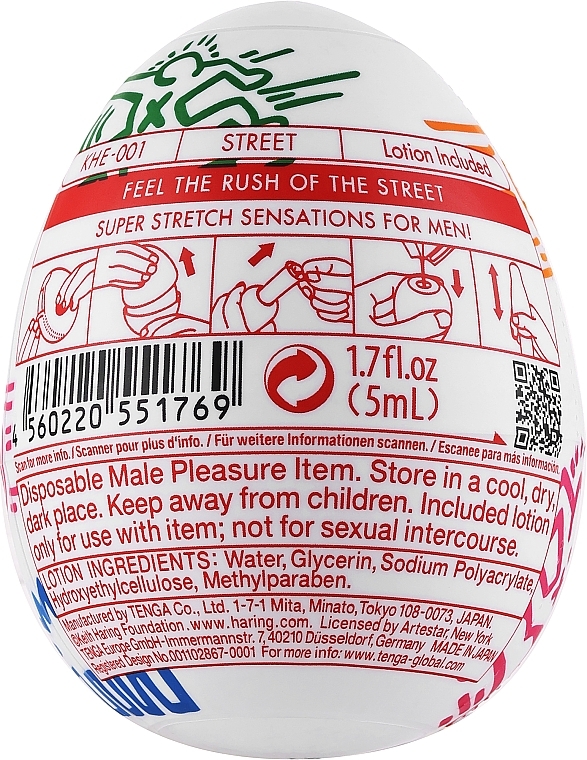 KHE-001 STREET Lotion Included
FEEL THE RUSH OF THE STREET
SUPER STRETCH SENSATIONS FOR MEN!
4 560220 551769
1.7fl.oz
(5mL)
Scan for more info. / Scanner pour plus d'info. / Für weitere Informationen scannen. / Escanee para más información.
Disposable Male Pleasure Item. Store in a cool, dry,
dark place. Keep away from children. Included lotion
only for use with item; not for sexual intercourse.
LOTION INGREDIENTS: Water, Glycerin, Sodium Polyacrylate,
Hydroxyethylcellulose, Methylparaben.
Manufactured by TENGA Co., Ltd. 1-7-1 Mita, Minato, Tokyo 108-0073, JAPAN.
©Keith Haring Foundation . www.haring.com . Licensed by Artestar, New York
TENGA Europe GmbH-Immermannstr. 7, 40210 Düsseldorf, Germany MADE IN JAPAN
Registered Design No.001102867-0001 www.tenga-global.com